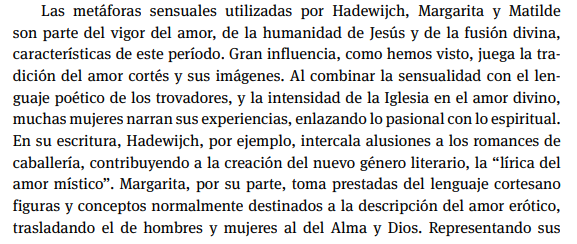 Las metáforas sensuales utilizadas por Hadewijch, Margarita y Matilde
son parte del vigor del amor, de la humanidad de Jesús y de la fusión divina,
características de este período. Gran influencia, como hemos visto, juega la tra-
dición del amor cortés y sus imágenes. Al combinar la sensualidad con el len-
guaje poético de los trovadores, y la intensidad de la Iglesia en el amor divino,
muchas mujeres narran sus experiencias, enlazando lo pasional con lo espiritual.
En su escritura, Hadewijch, por ejemplo, intercala alusiones a los romances de
caballería, contribuyendo a la creación del nuevo género literario, la “lírica del
amor místico”. Margarita, por su parte, toma prestadas del lenguaje cortesano
figuras y conceptos normalmente destinados a la descripción del amor erótico,
trasladando el de hombres y mujeres al del Alma y Dios. Representando sus